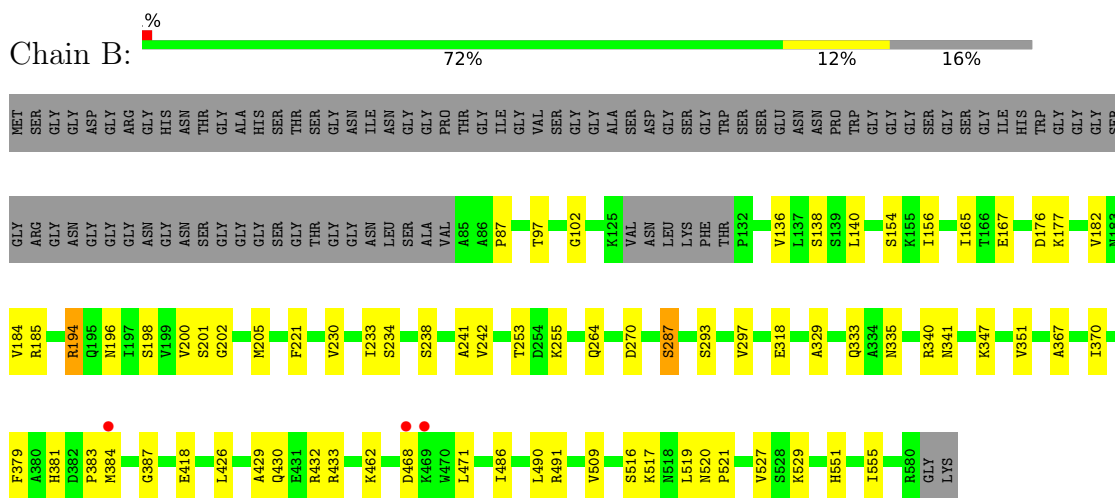 1%
Chain B:
72% 12% 16%
MET SER GLY GLY ASP GLY ARG GLY HIS ASN THR GLY ALA HIS SER THR SER GLY ASN ILE ASN GLY GLY PRO THR GLY ILE GLY VAL SER GLY GLY ALA SER ASP GLY SER GLY TRP SER SER GLU ASN ASN PRO TRP GLY GLY GLY SER GLY SER GLY ILE HIS TRP GLY GLY GLY SER
GLY ARG GLY ASN GLY GLY GLY ASN GLY ASN SER GLY GLY GLY SER GLY THR GLY GLY ASN LEU SER ALA VAL A85 A86 P87 T97 G102 K125 VAL ASN LEU LYS PHE THR P132 V136 L137 S138 S139 L140 S154 K155 I156 I165 T166 E167 D176 K177 V182 N183
V184 R185 R194 Q195 N196 I197 S198 V199 V200 S201 G202 M205 F221 V230 I233 S234 S238 A241 V242 T253 D254 K255 Q264 D270 S287 S293 V297 E318 A329 Q333 A334 N335 R340 N341 K347 V351 A367 I370
F379 A380 H381 D382 P383 M384 G387 E418 L426 A429 Q430 E431 R432 R433 K462 D468 K469 W470 L471 I486 L490 R491 V509 S516 K517 N518 L519 N520 P521 V527 S528 K529 H551 I555 R580 GLY LYS